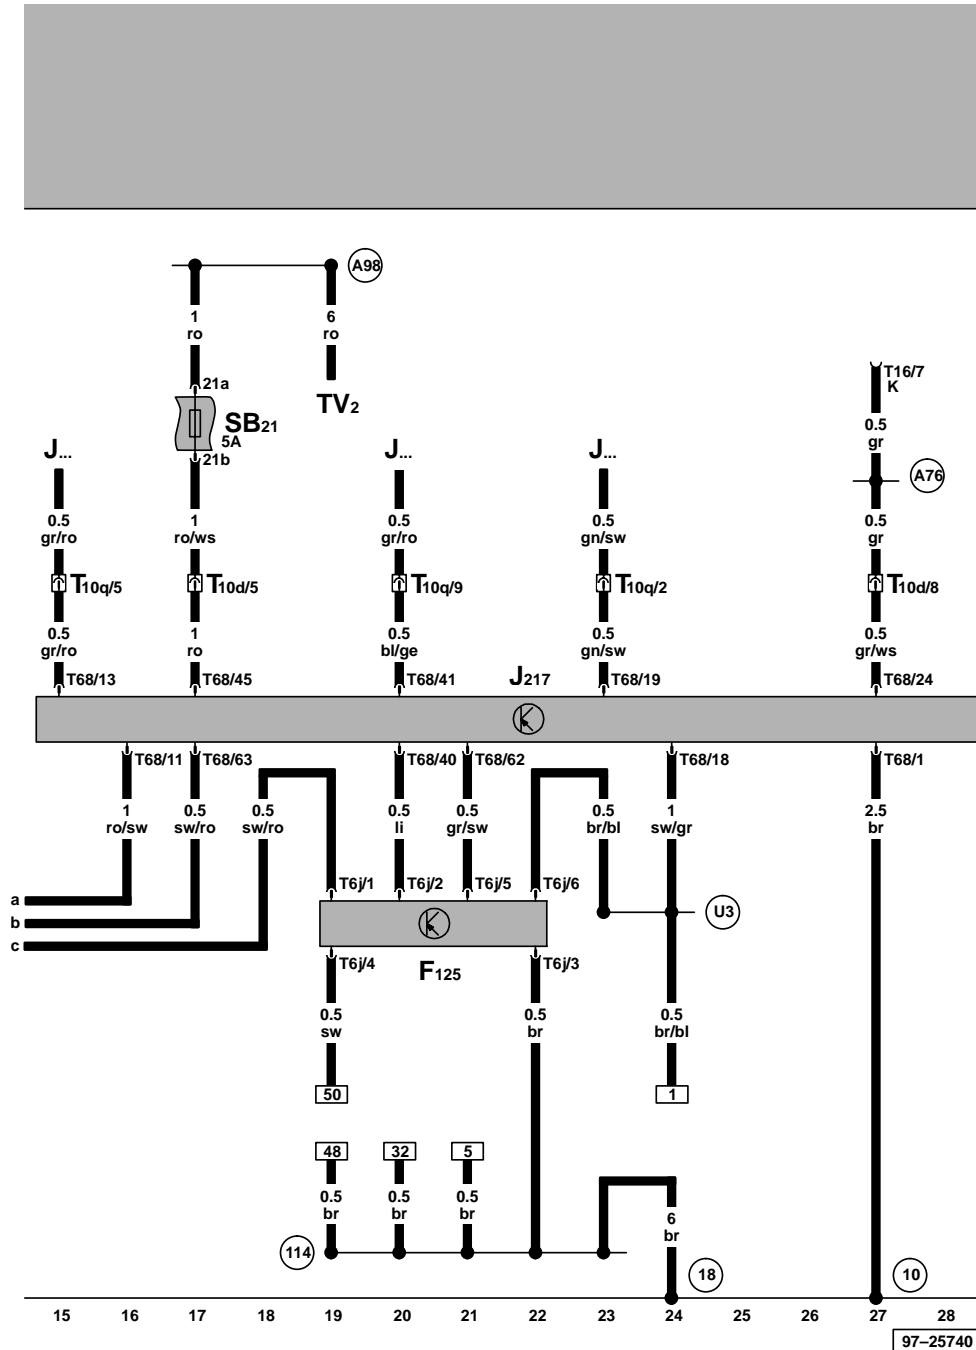 A98
1 6
ro ro
T16/7
K
21a
TV2
SB21
5A
0.5
gr
J... 21b J... J...
A76
0.5 1 0.5 0.5 0.5
gr/ro ro/ws gr/ro gn/sw gr
T10q/5 T10d/5 T10q/9 T10q/2 T10d/8
0.5 1 0.5 0.5 0.5
gr/ro ro bl/ge gn/sw gr/ws
T68/13 T68/45 T68/41 J217 T68/19 T68/24
T68/11 T68/63 T68/40 T68/62 T68/18 T68/1
1 0.5 0.5 0.5 0.5 0.5 1 2.5
ro/sw sw/ro sw/ro li gr/sw br/bl sw/gr br
T6j/1 T6j/2 T6j/5 T6j/6
a
U3
b
c
T6j/4 F125 T6j/3
0.5 0.5 0.5
sw br br/bl
50 1
48 32 5
0.5 0.5 0.5
br br br
6
br
114
18 10
15 16 17 18 19 20 21 22 23 24 25 26 27 28
97–25740